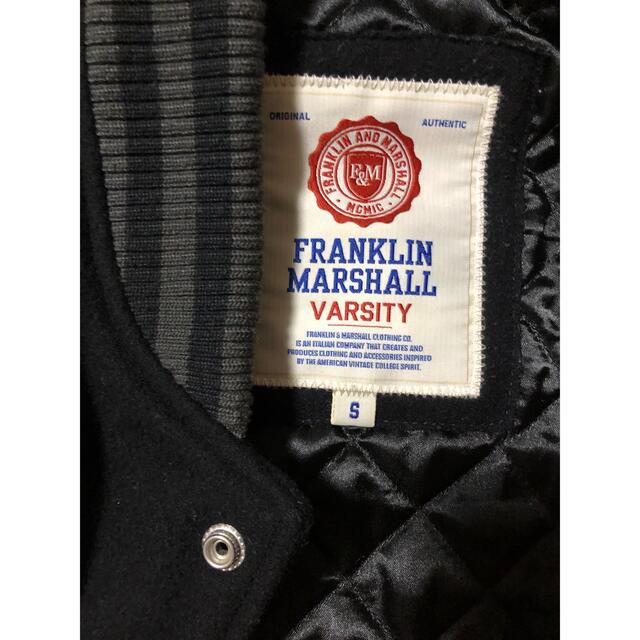 ORIGINAL
AUTHENTIC
FRANKLIN AND MARSHALL
F&M
MCMIC
FRANKLIN
MARSHALL
VARSITY
FRANKLIN & MARSHALL CLOTHING CO.
IS AN ITALIAN COMPANY THAT CREATES AND
PRODUCES CLOTHING AND ACCESSORIES INSPIRED
BY THE AMERICAN VINTAGE COLLEGE SPIRIT.
S